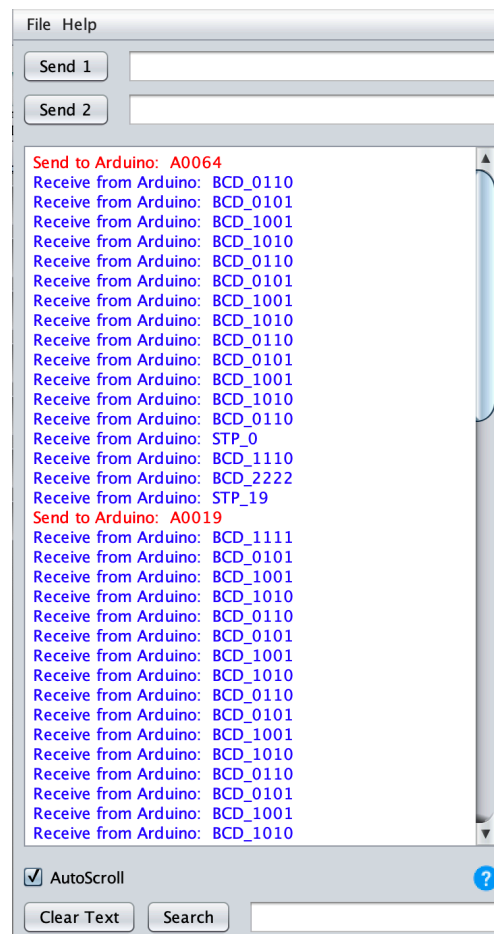 File Help
Send 1
Send 2
Send to Arduino: A0064
Receive from Arduino: BCD_0110
Receive from Arduino: BCD_0101
Receive from Arduino: BCD_1001
Receive from Arduino: BCD_1010
Receive from Arduino: BCD_0110
Receive from Arduino: BCD_0101
Receive from Arduino: BCD_1001
Receive from Arduino: BCD_1010
Receive from Arduino: BCD_0110
Receive from Arduino: BCD_0101
Receive from Arduino: BCD_1001
Receive from Arduino: BCD_1010
Receive from Arduino: BCD_0110
Receive from Arduino: STP_0
Receive from Arduino: BCD_1110
Receive from Arduino: BCD_2222
Receive from Arduino: STP_19
Send to Arduino: A0019
Receive from Arduino: BCD_1111
Receive from Arduino: BCD_0101
Receive from Arduino: BCD_1001
Receive from Arduino: BCD_1010
Receive from Arduino: BCD_0110
Receive from Arduino: BCD_0101
Receive from Arduino: BCD_1001
Receive from Arduino: BCD_1010
Receive from Arduino: BCD_0110
Receive from Arduino: BCD_0101
Receive from Arduino: BCD_1001
Receive from Arduino: BCD_1010
Receive from Arduino: BCD_0110
Receive from Arduino: BCD_0101
Receive from Arduino: BCD_1001
Receive from Arduino: BCD_1010
AutoScroll
?
Clear Text Search